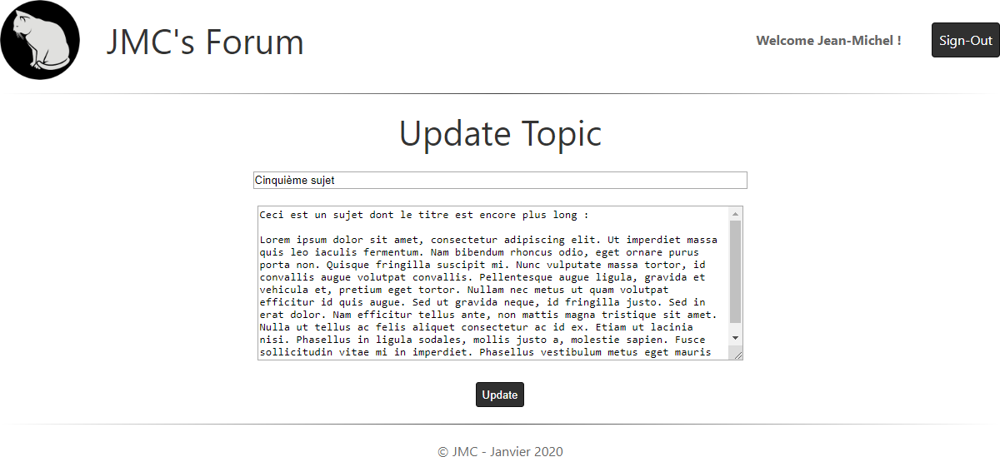 JMC's Forum
Welcome Jean-Michel !
Sign-Out
Update Topic
Cinquième sujet
Ceci est un sujet dont le titre est encore plus long :
Lorem ipsum dolor sit amet, consectetur adipiscing elit. Ut imperdiet massa
quis leo iaculis fermentum. Nam bibendum rhoncus odio, eget ornare purus
porta non. Quisque fringilla suscipit mi. Nunc vulputate massa tortor, id
convallis augue volutpat convallis. Pellentesque augue ligula, gravida et
vehicula et, pretium eget tortor. Nullam nec metus ut quam volutpat
efficitur id quis augue. Sed ut gravida neque, id fringilla justo. Sed in
erat dolor. Nam efficitur tellus ante, non mattis magna tristique sit amet.
Nulla ut tellus ac felis aliquet consectetur ac id ex. Etiam ut lacinia
nisi. Phasellus in ligula sodales, mollis justo a, molestie sapien. Fusce
sollicitudin vitae mi in imperdiet. Phasellus vestibulum metus eget mauris
Update
© JMC - Janvier 2020